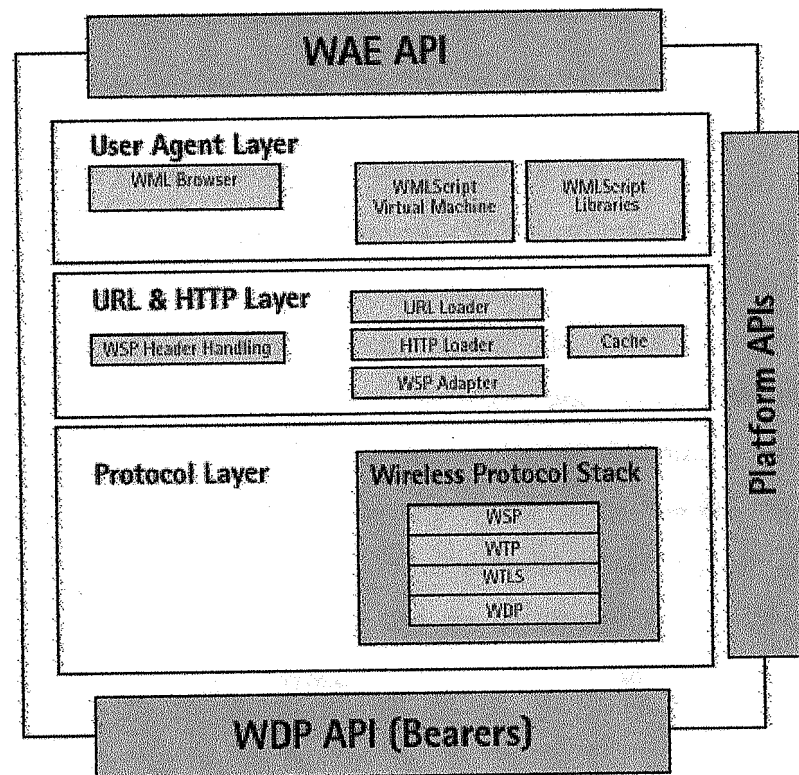 WAE API
User Agent Layer
WML Browser
WMLScript
Virtual Machine
WMLScript
Libraries
URL & HTTP Layer
URL Loader
WSP Header Handling
HTTP Loader
Cache
WSP Adapter
Platform APIs
Protocol Layer
Wireless Protocol Stack
WSP
WTP
WTLS
WDP
WDP API (Bearers)